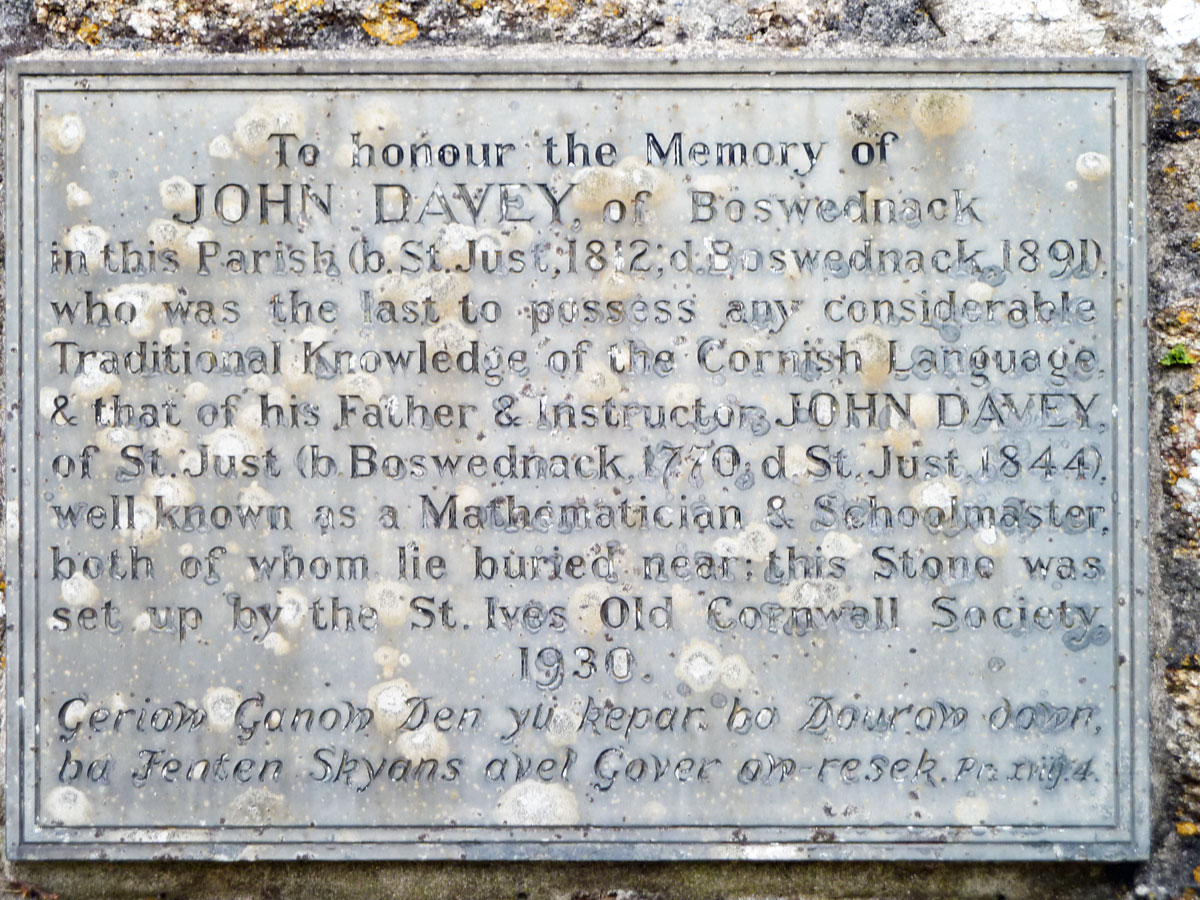 To honour the Memory of
JOHN DAVEY, of Boswednack
in this Parish (b. St. Just, 1812; d. Boswednack, 1891),
who was the last to possess any considerable
Traditional Knowledge of the Cornish Language,
& that of his Father & Instructor, JOHN DAVEY,
of St. Just (b. Boswednack, 1770; d St. Just, 1844),
well known as a Mathematician & Schoolmaster,
both of whom lie buried near: this Stone was
set up by the St. Ives Old Cornwall Society,
1930.
Geriow Ganow Den yu kepar ha Dourow down,
ha Fenten Skyans avel Gover ow-resek. Pr. xviij. 4.